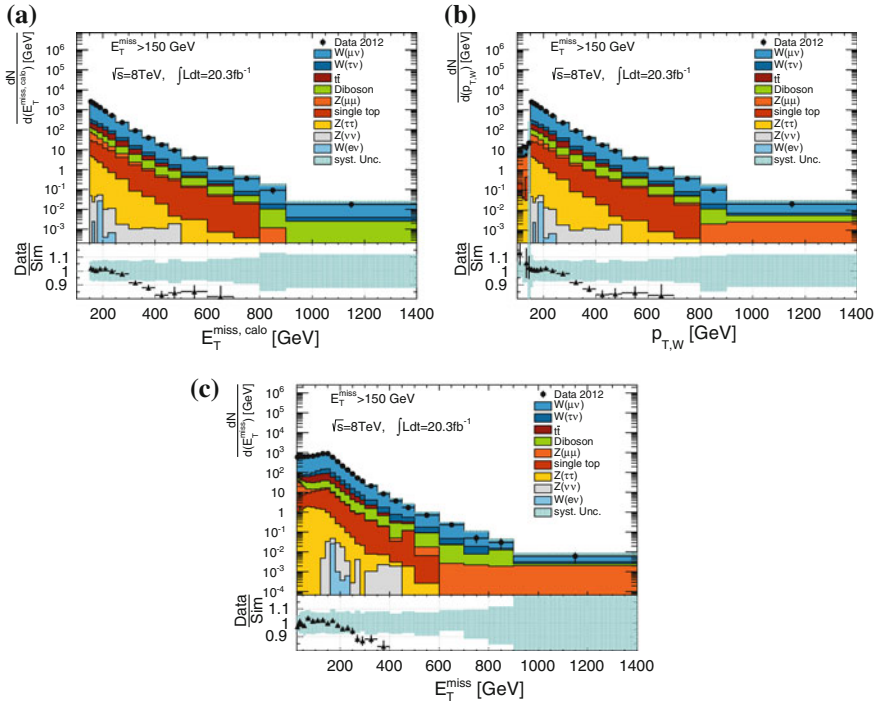 (a)
dN
d(E_T^miss, calo) [GeV]
E_T^miss>150 GeV
√s=8TeV, ∫Ldt=20.3fb⁻¹
Data 2012
W(μν)
W(τν)
tt̄
Diboson
Z(μμ)
single top
Z(ττ)
Z(νν)
W(eν)
syst. Unc.
10⁶
10⁵
10⁴
10³
10²
10
1
10⁻¹
10⁻²
10⁻³
Data
Sim
1.1
1
0.9
200 400 600 800 1000 1200 1400
E_T^miss, calo [GeV]
(b)
dN
d(p_T,W) [GeV]
E_T^miss>150 GeV
√s=8TeV, ∫Ldt=20.3fb⁻¹
Data 2012
W(μν)
W(τν)
tt̄
Diboson
Z(μμ)
single top
Z(ττ)
Z(νν)
W(eν)
syst. Unc.
10⁶
10⁵
10⁴
10³
10²
10
1
10⁻¹
10⁻²
10⁻³
Data
Sim
1.1
1
0.9
200 400 600 800 1000 1200 1400
p_T,W [GeV]
(c)
dN
d(E_T^miss) [GeV]
E_T^miss>150 GeV
√s=8TeV, ∫Ldt=20.3fb⁻¹
Data 2012
W(μν)
W(τν)
tt̄
Diboson
Z(μμ)
single top
Z(ττ)
Z(νν)
W(eν)
syst. Unc.
10⁶
10⁵
10⁴
10³
10²
10
1
10⁻¹
10⁻²
10⁻³
10⁻⁴
Data
Sim
1.1
1
0.9
200 400 600 800 1000 1200 1400
E_T^miss [GeV]